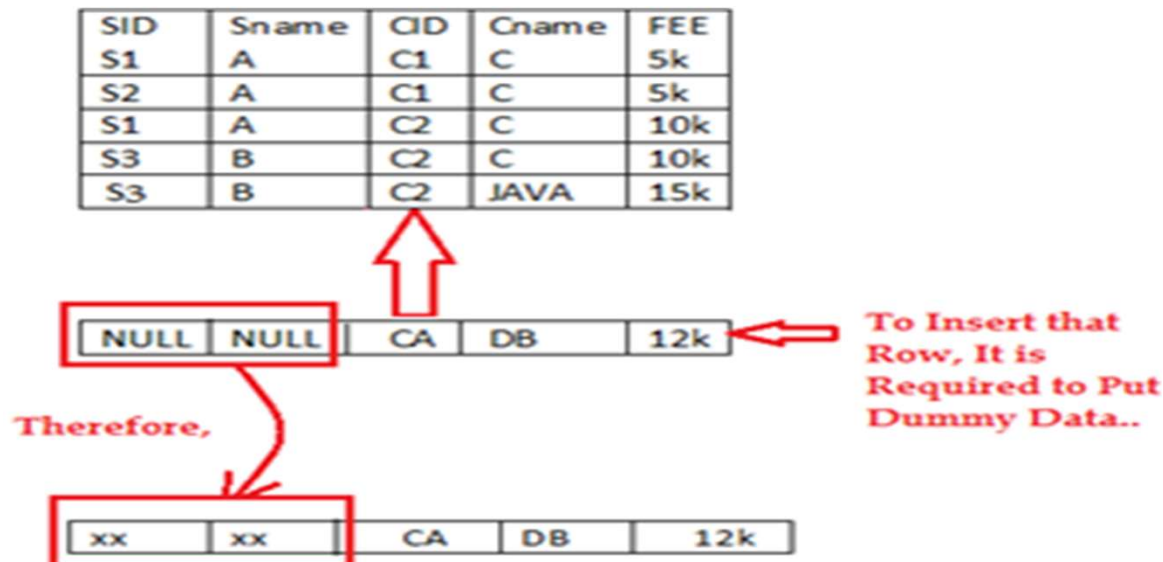 SID Sname CID Cname FEE
S1 A C1 C 5k
S2 A C1 C 5k
S1 A C2 C 10k
S3 B C2 C 10k
S3 B C2 JAVA 15k
NULL NULL CA DB 12k
To Insert that
Row, It is
Required to Put
Dummy Data..
Therefore,
xx xx CA DB 12k